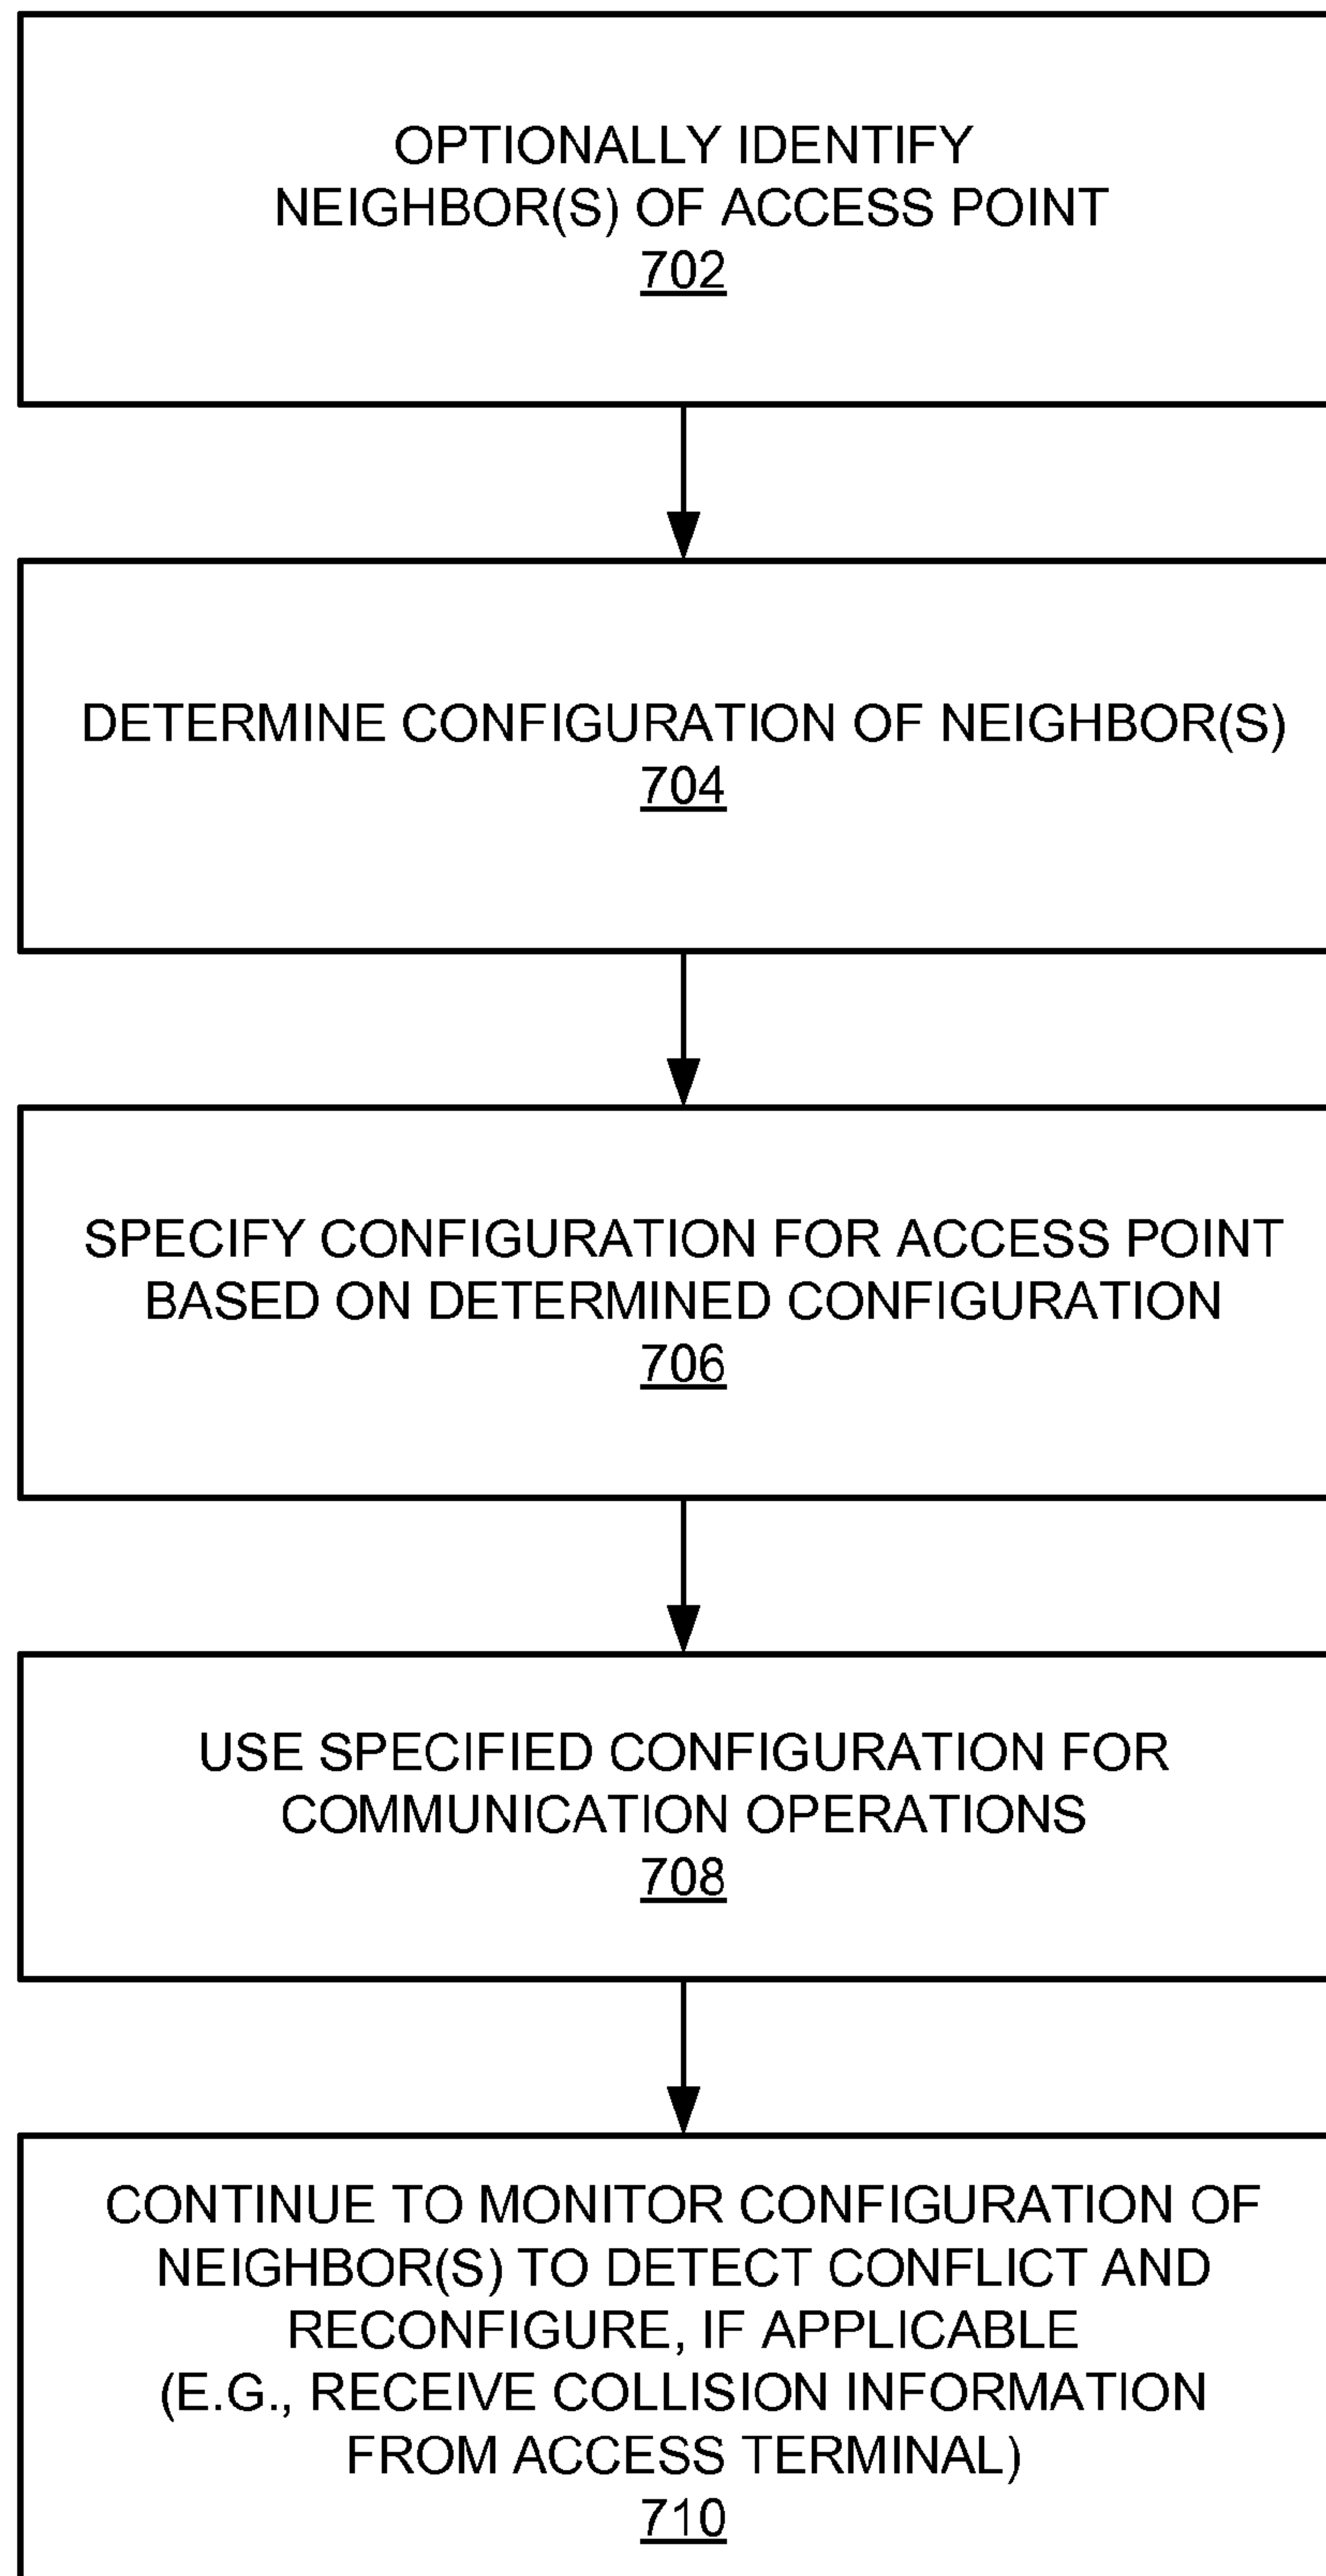 OPTIONALLY IDENTIFY
NEIGHBOR(S) OF ACCESS POINT
702
DETERMINE CONFIGURATION OF NEIGHBOR(S)
704
SPECIFY CONFIGURATION FOR ACCESS POINT
BASED ON DETERMINED CONFIGURATION
706
USE SPECIFIED CONFIGURATION FOR
COMMUNICATION OPERATIONS
708
CONTINUE TO MONITOR CONFIGURATION OF
NEIGHBOR(S) TO DETECT CONFLICT AND
RECONFIGURE, IF APPLICABLE
(E.G., RECEIVE COLLISION INFORMATION
FROM ACCESS TERMINAL)
710